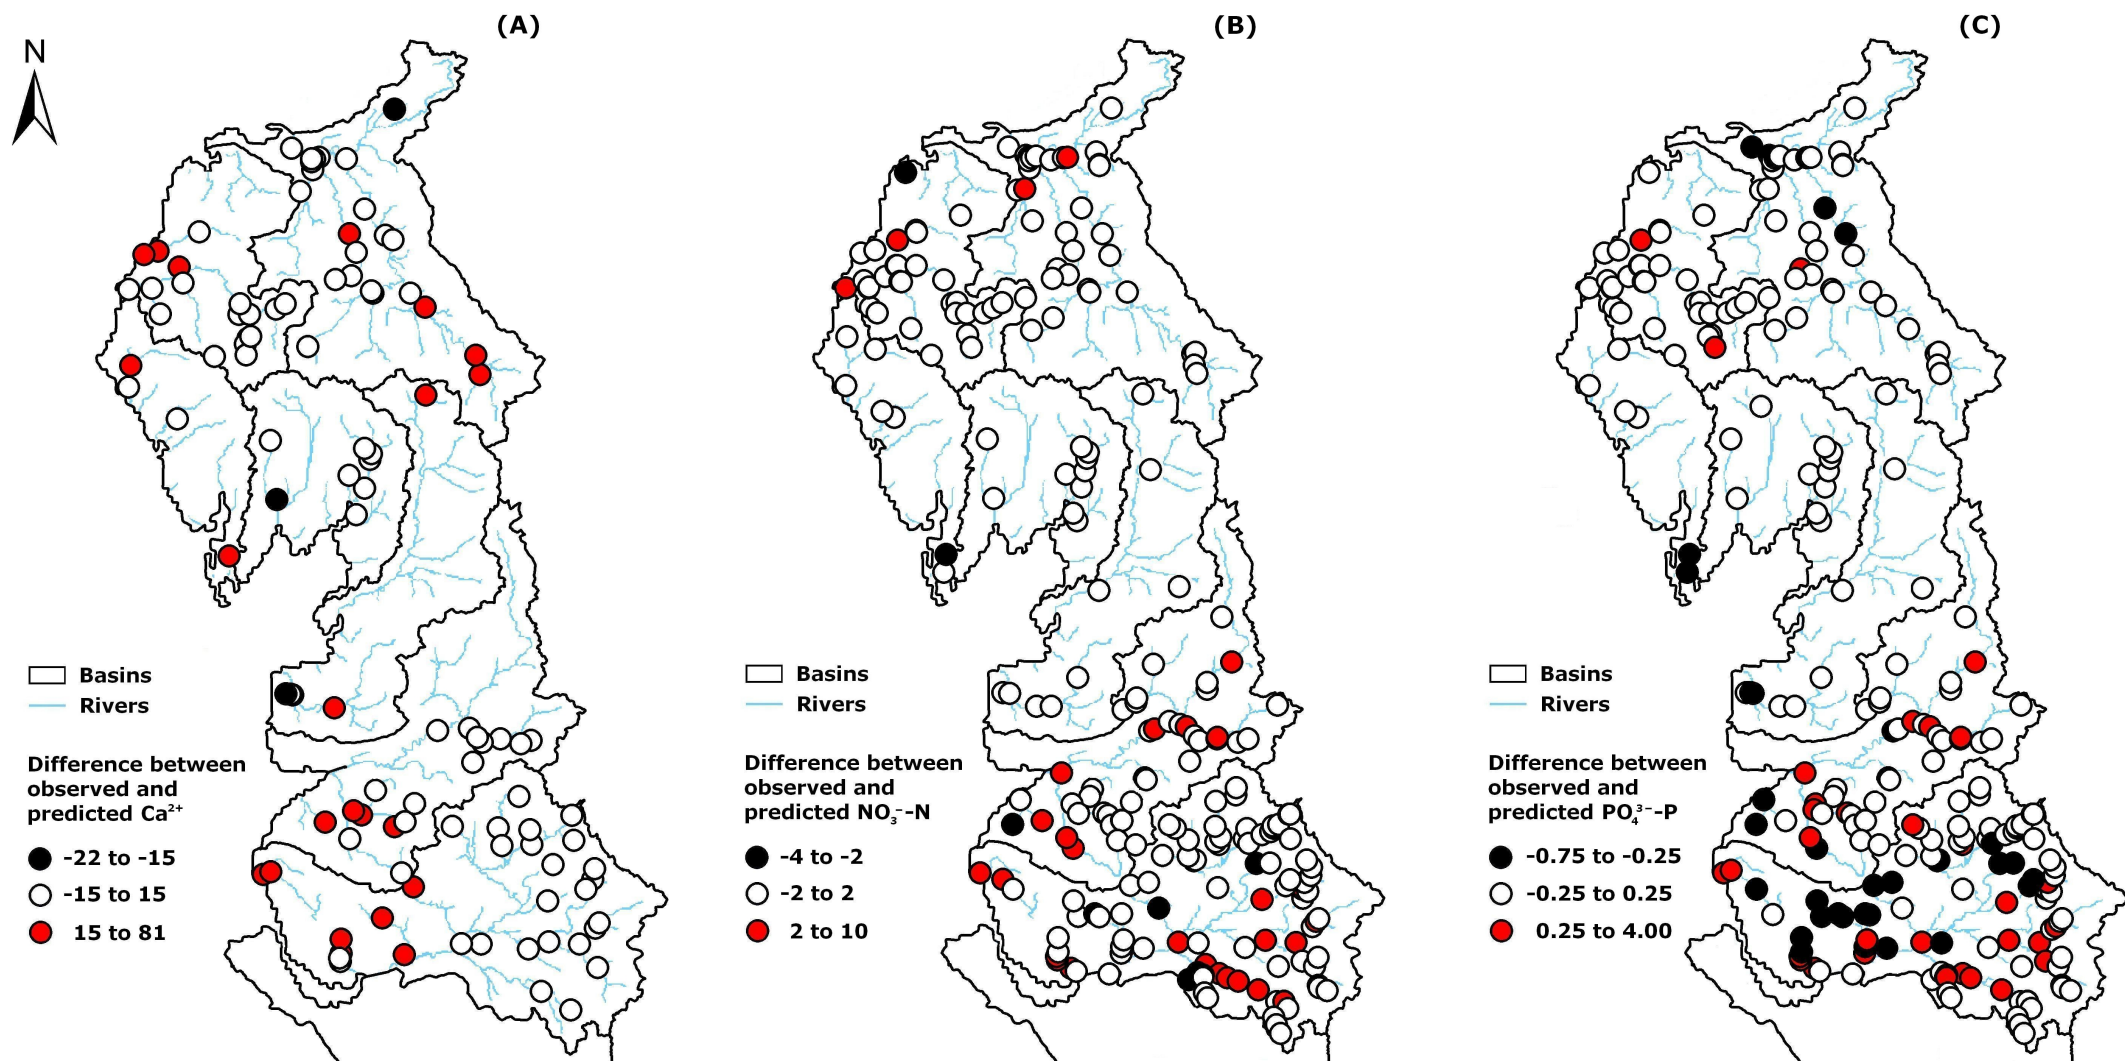 (A)
(B)
(C)
N
Basins
Rivers
Difference between
observed and
predicted Ca²⁺
-22 to -15
-15 to 15
15 to 81
Basins
Rivers
Difference between
observed and
predicted NO₃⁻-N
-4 to -2
-2 to 2
2 to 10
Basins
Rivers
Difference between
observed and
predicted PO₄³⁻-P
-0.75 to -0.25
-0.25 to 0.25
0.25 to 4.00